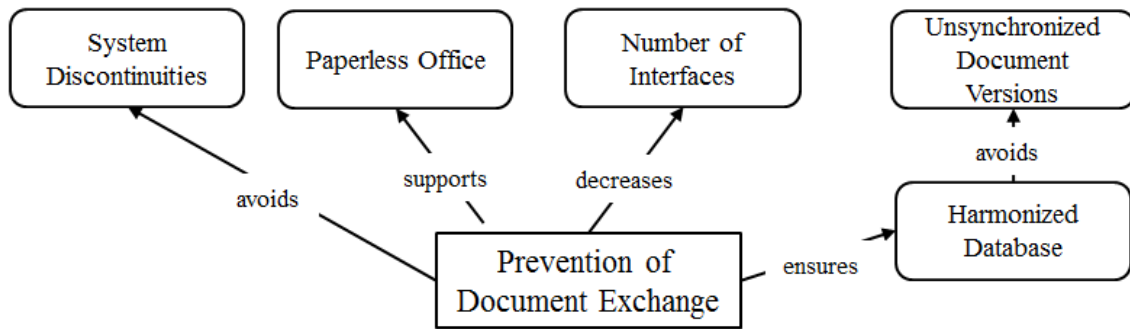 System
Discontinuities
Paperless Office
Number of
Interfaces
Unsynchronized
Document
Versions
avoids
supports
decreases
avoids
ensures
Harmonized
Database
Prevention of
Document Exchange